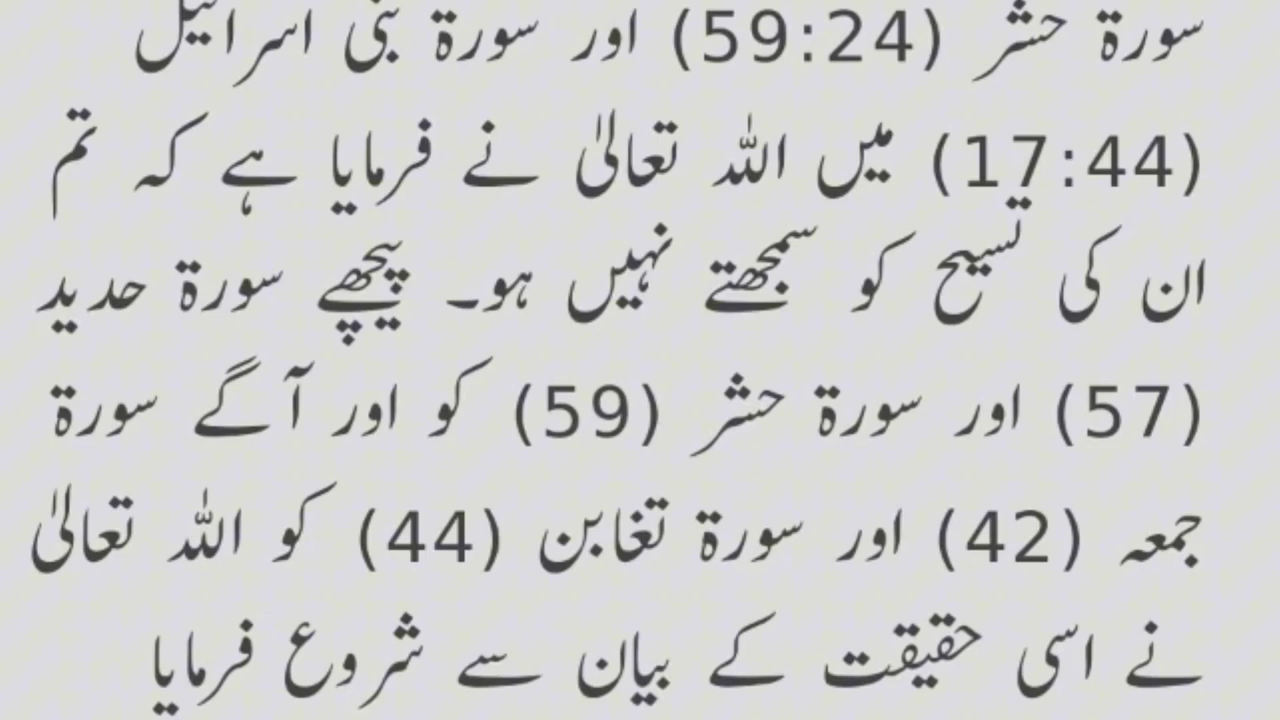 سورۃ حشر (59:24) اور سورۃ بنی اسرائیل
(17:44) میں اللہ تعالیٰ نے فرمایا ہے کہ تم
ان کی تسبیح کو سمجھتے نہیں ہو۔ پیچھے سورۃ حدید
(57) اور سورۃ حشر (59) کو اور آگے سورۃ
جمعہ (42) اور سورۃ تغابن (44) کو اللہ تعالیٰ
نے اسی حقیقت کے بیان سے شروع فرمایا